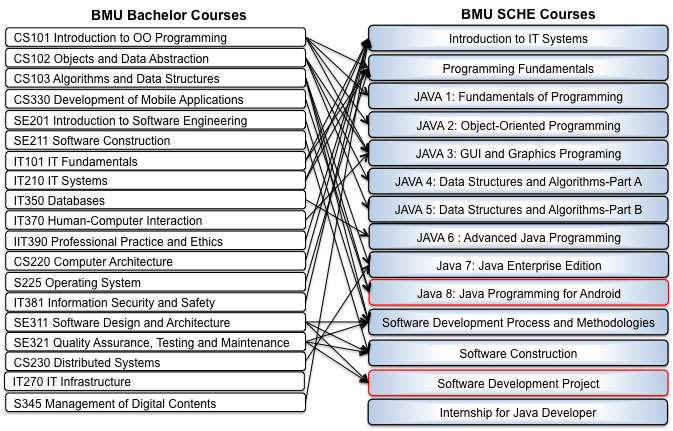 BMU Bachelor Courses
CS101 Introduction to OO Programming
CS102 Objects and Data Abstraction
CS103 Algorithms and Data Structures
CS330 Development of Mobile Applications
SE201 Introduction to Software Engineering
SE211 Software Construction
IT101 IT Fundamentals
IT210 IT Systems
IT350 Databases
IT370 Human-Computer Interaction
IIT390 Professional Practice and Ethics
CS220 Computer Architecture
S225 Operating System
IT381 Information Security and Safety
SE311 Software Design and Architecture
SE321 Quality Assurance, Testing and Maintenance
CS230 Distributed Systems
IT270 IT Infrastructure
S345 Management of Digital Contents
BMU SCHE Courses
Introduction to IT Systems
Programming Fundamentals
JAVA 1: Fundamentals of Programming
JAVA 2: Object-Oriented Programming
JAVA 3: GUI and Graphics Programing
JAVA 4: Data Structures and Algorithms-Part A
JAVA 5: Data Structures and Algorithms-Part B
JAVA 6 : Advanced Java Programming
Java 7: Java Enterprise Edition
Java 8: Java Programming for Android
Software Development Process and Methodologies
Software Construction
Software Development Project
Internship for Java Developer